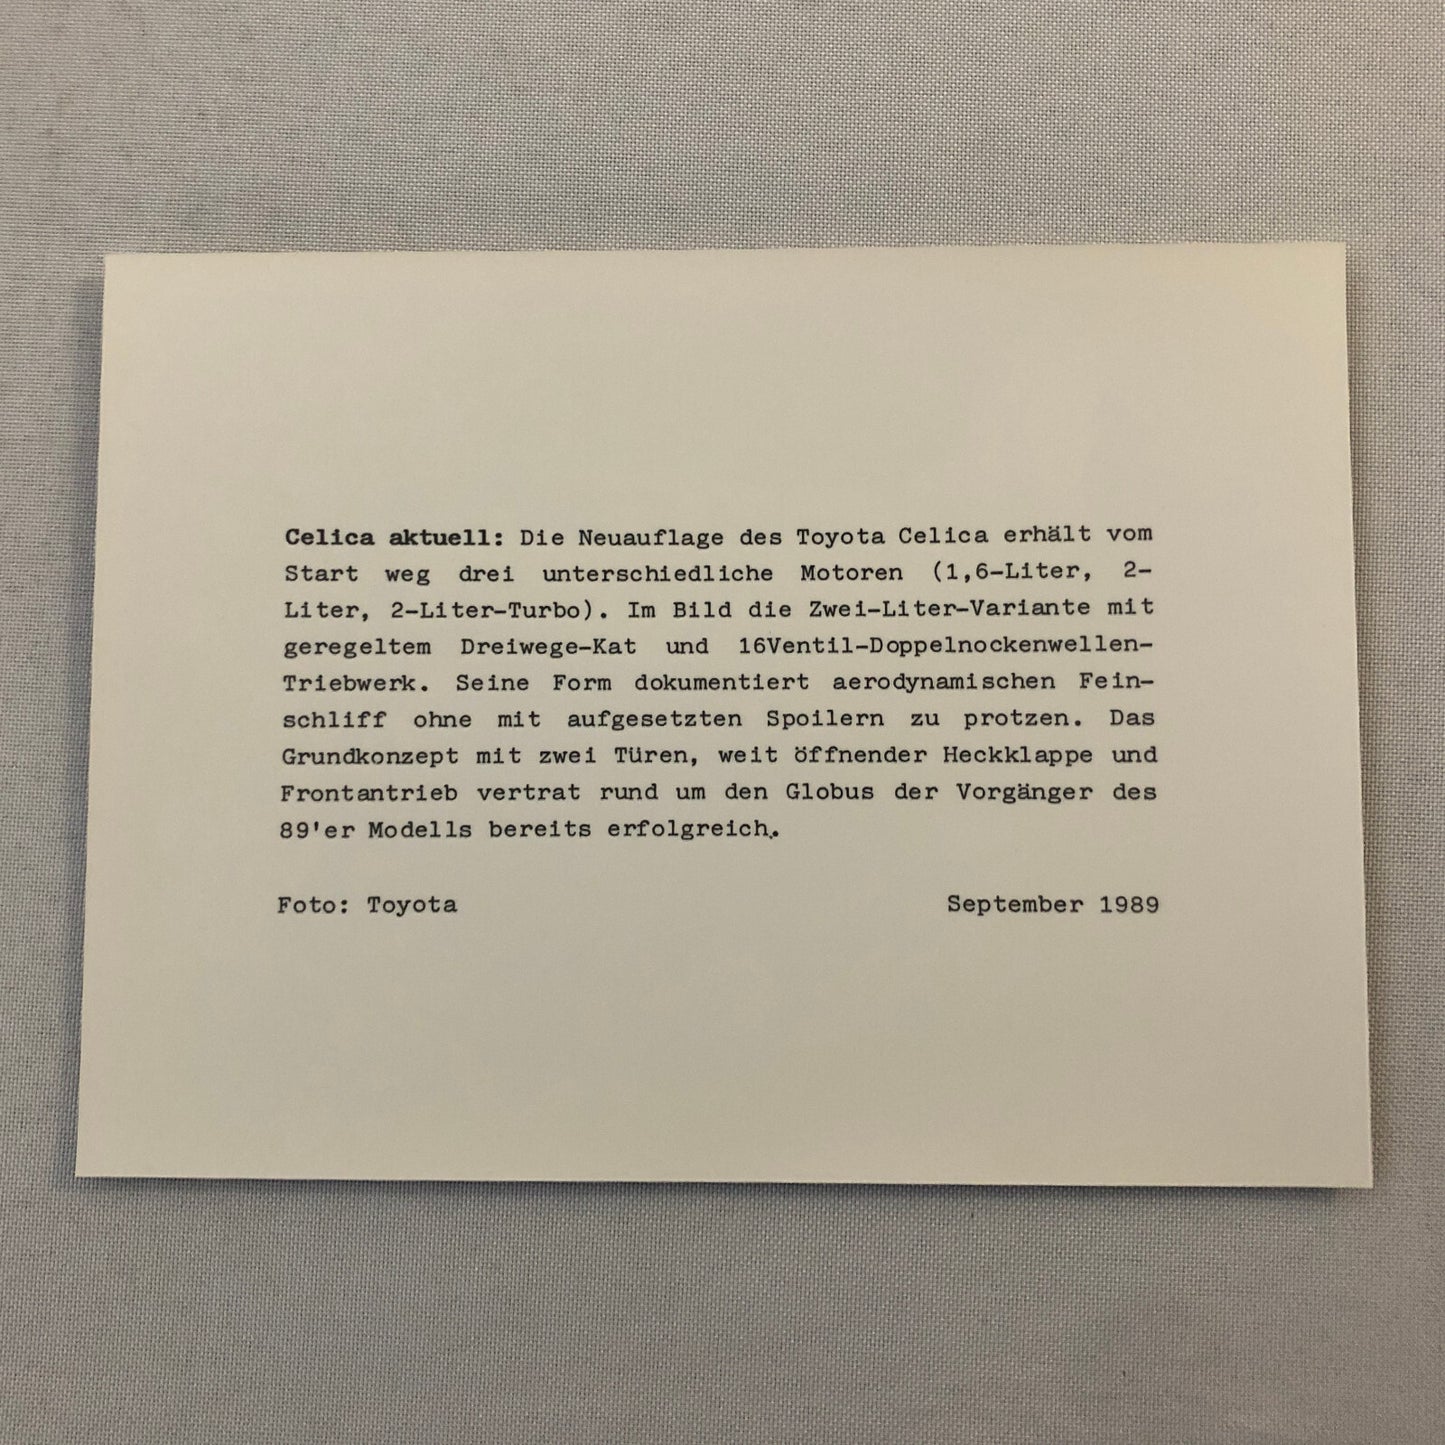 Celica aktuell: Die Neuauflage des Toyota Celica erhält vom
Start weg drei unterschiedliche Motoren (1,6-Liter, 2-
Liter, 2-Liter-Turbo). Im Bild die Zwei-Liter-Variante mit
geregeltem Dreiwege-Kat und 16Ventil-Doppelnockenwellen-
Triebwerk. Seine Form dokumentiert aerodynamischen Fein-
schliff ohne mit aufgesetzten Spoilern zu protzen. Das
Grundkonzept mit zwei Türen, weit öffnender Heckklappe und
Frontantrieb vertrat rund um den Globus der Vorgänger des
89'er Modells bereits erfolgreich.
Foto: Toyota September 1989